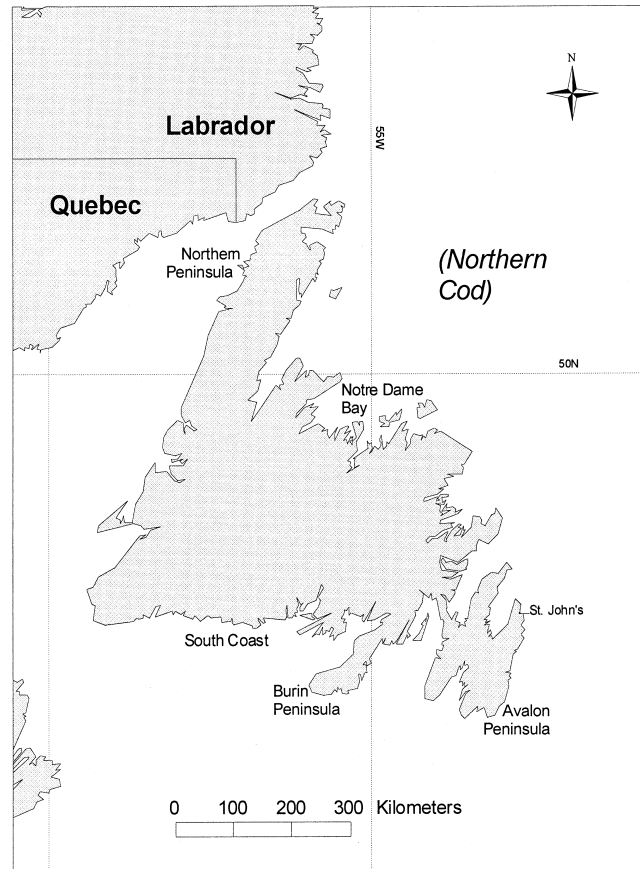 N
Labrador
55W
Quebec
Northern
Peninsula
(Northern
Cod)
50N
Notre Dame
Bay
St. John's
South Coast
Burin
Peninsula
Avalon
Peninsula
0 100 200 300 Kilometers